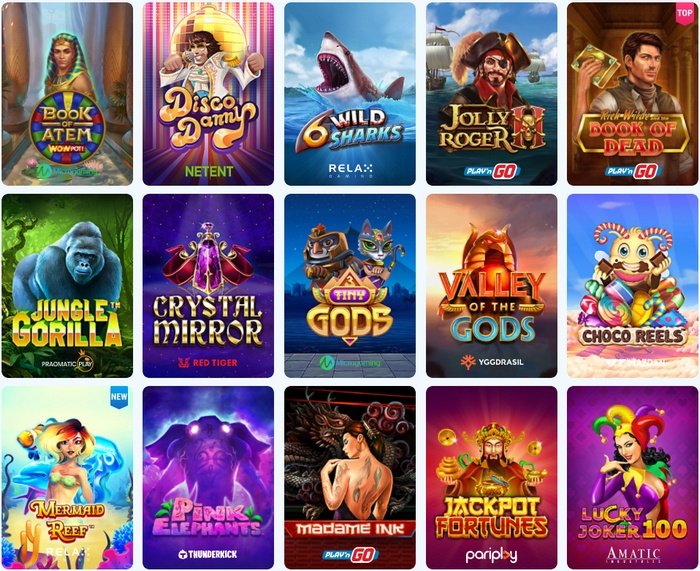 BOOK
OF
ATEM
WOWPOT!
Microgaming
Disco
Danny
NETENT
6 WILD
SHARKS
RELAX
GAMING
JOLLY
ROGER II
PLAY'n GO
TOP
Rich Wilde and the
BOOK OF
DEAD
PLAY'n GO
JUNGLE™
GORILLA
PRAGMATIC PLAY
CRYSTAL
MIRROR
RED TIGER
TINY
GODS
Microgaming
VALLEY
OF THE
GODS
YGGDRASIL
CHOCO REELS
NEW
MERMAID
REEF™
RELAX
PINK
ELEPHANTS
THUNDERKICK
MADAME INK
PLAY'n GO
JACKPOT
FORTUNES
pariplay
LUCKY
JOKER 100
AMATIC
INDUSTRIES